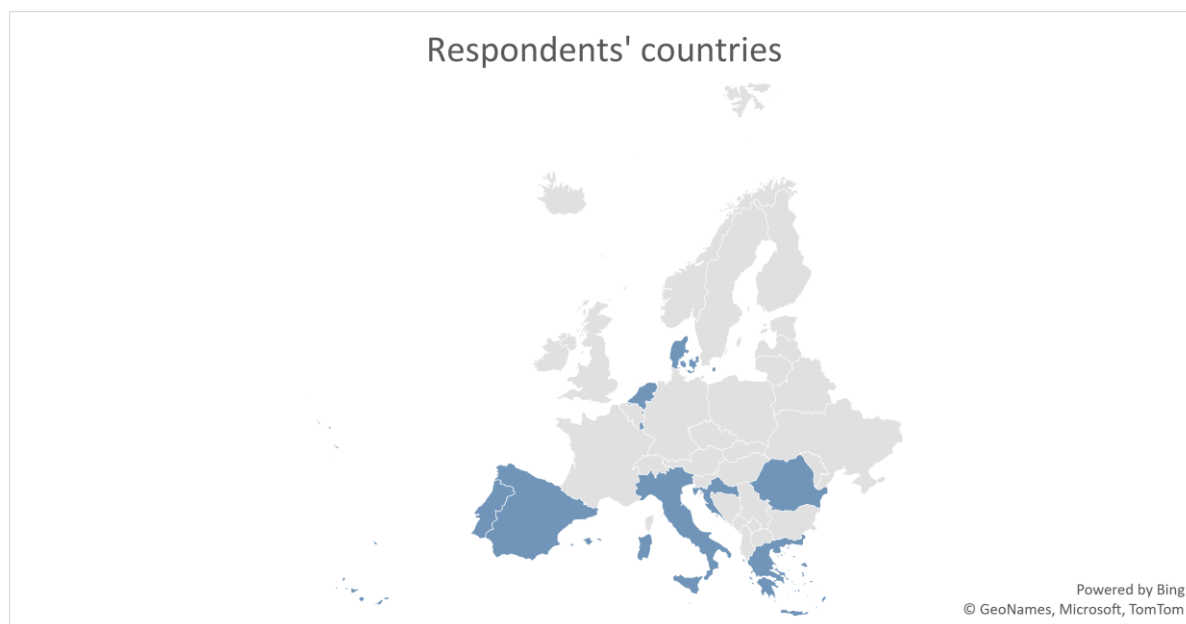 Respondents' countries
Powered by Bing
© GeoNames, Microsoft, TomTom